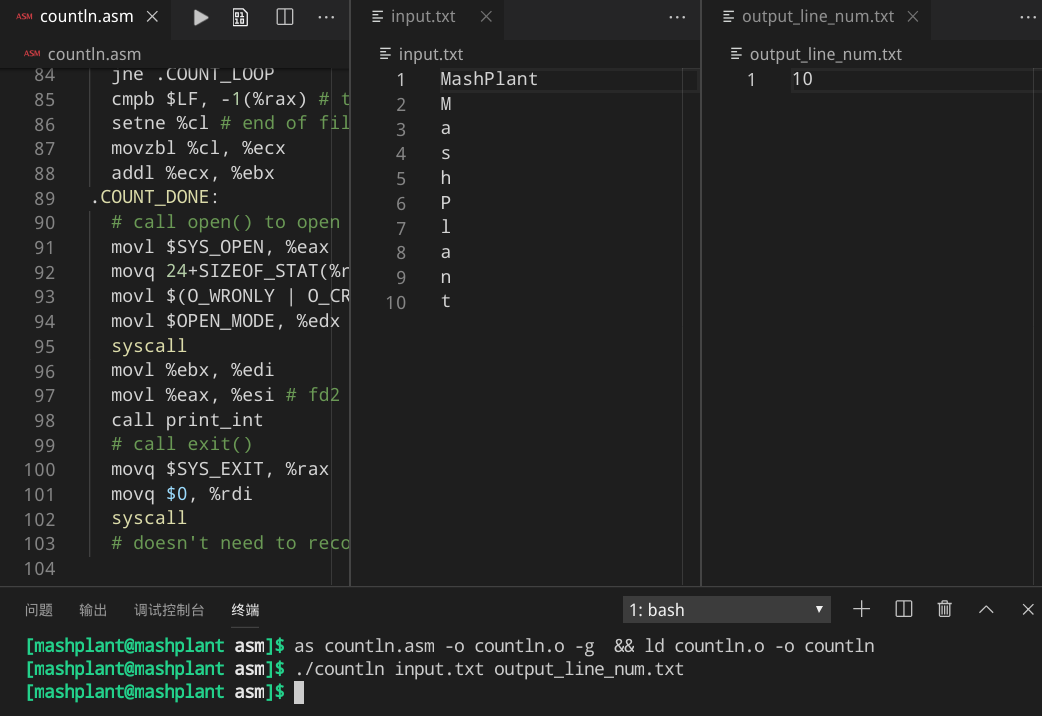 ASM countln.asm
ASM countln.asm
84 jne .COUNT_LOOP
85 cmpb $LF, -1(%rax) # t
86 setne %cl # end of fil
87 movzbl %cl, %ecx
88 addl %ecx, %ebx
89 .COUNT_DONE:
90 # call open() to open
91 movl $SYS_OPEN, %eax
92 movq 24+SIZEOF_STAT(%r
93 movl $(O_WRONLY | O_CR
94 movl $OPEN_MODE, %edx
95 syscall
96 movl %ebx, %edi
97 movl %eax, %esi # fd2
98 call print_int
99 # call exit()
100 movq $SYS_EXIT, %rax
101 movq $0, %rdi
102 syscall
103 # doesn't need to reco
104
input.txt
input.txt
1 MashPlant
2 M
3 a
4 s
5 h
6 P
7 l
8 a
9 n
10 t
output_line_num.txt
output_line_num.txt
1 10
问题 输出 调试控制台 终端 1: bash
[mashplant@mashplant asm]$ as countln.asm -o countln.o -g  && ld countln.o -o countln
[mashplant@mashplant asm]$ ./countln input.txt output_line_num.txt
[mashplant@mashplant asm]$